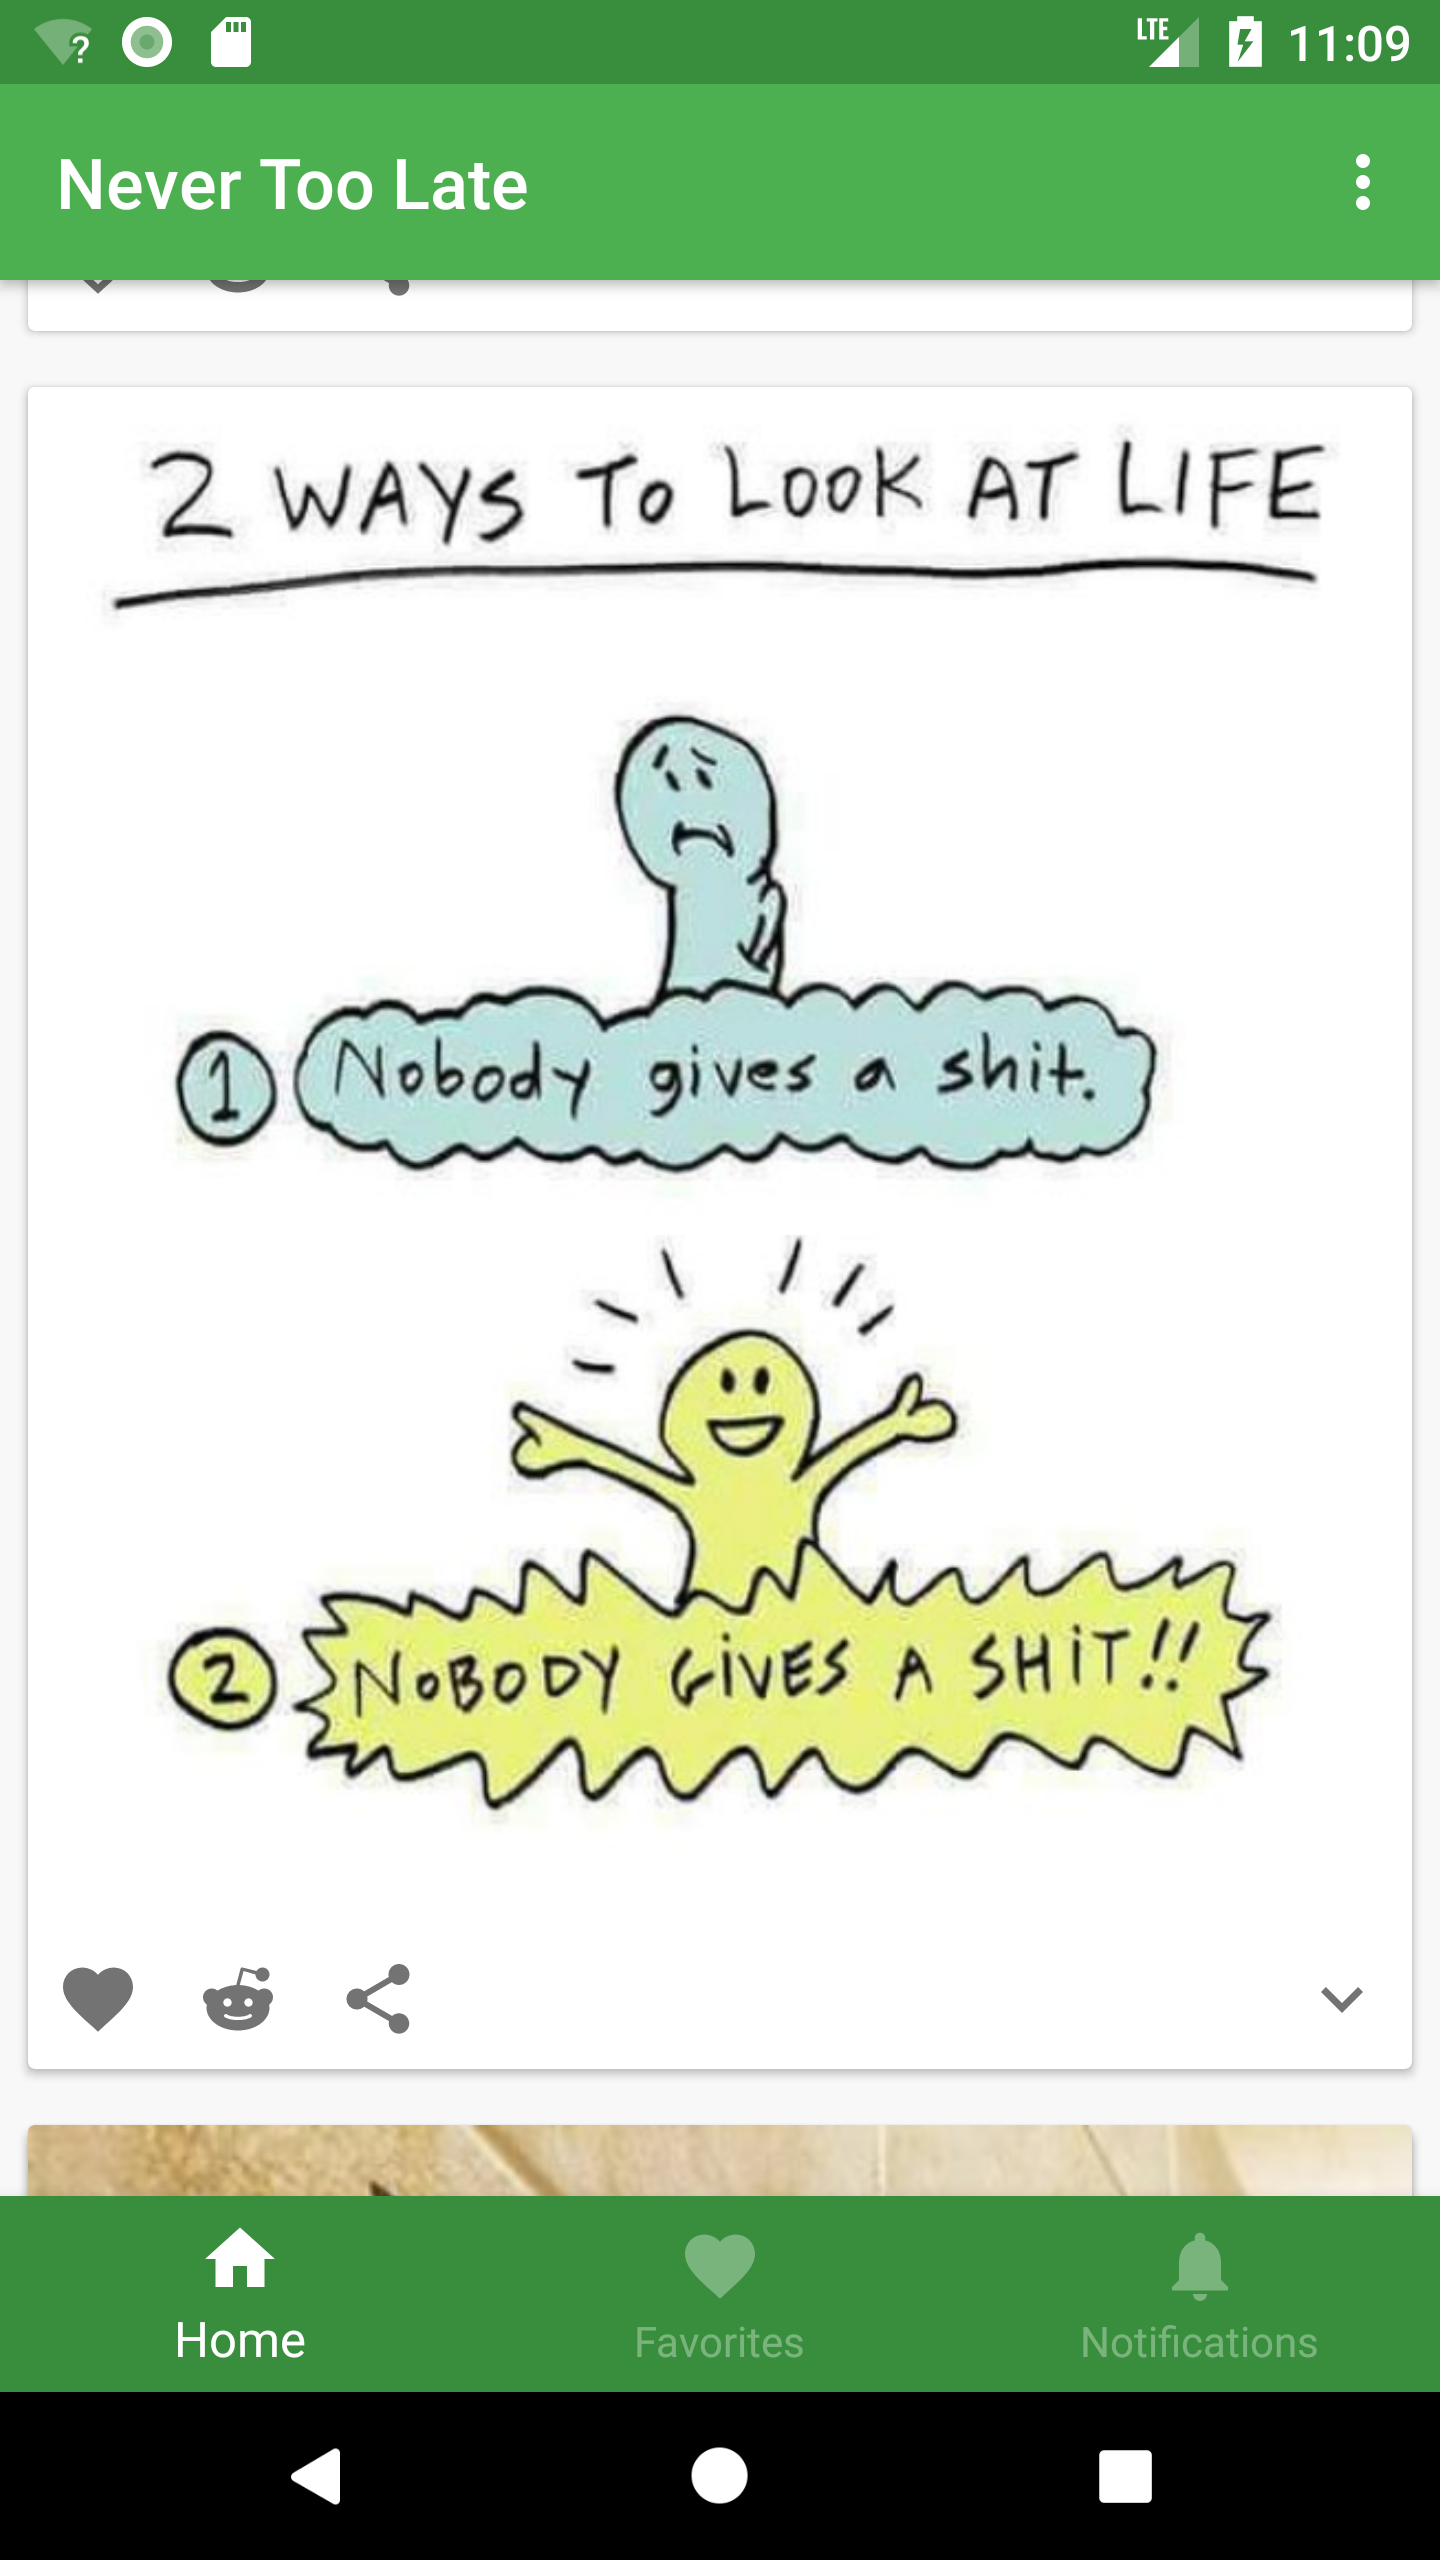 LTE 11:09
Never Too Late
2 WAYS To LOOK AT LIFE
1 Nobody gives a shit.
2 NOBODY GiVES A SHiT!!
Home Favorites Notifications